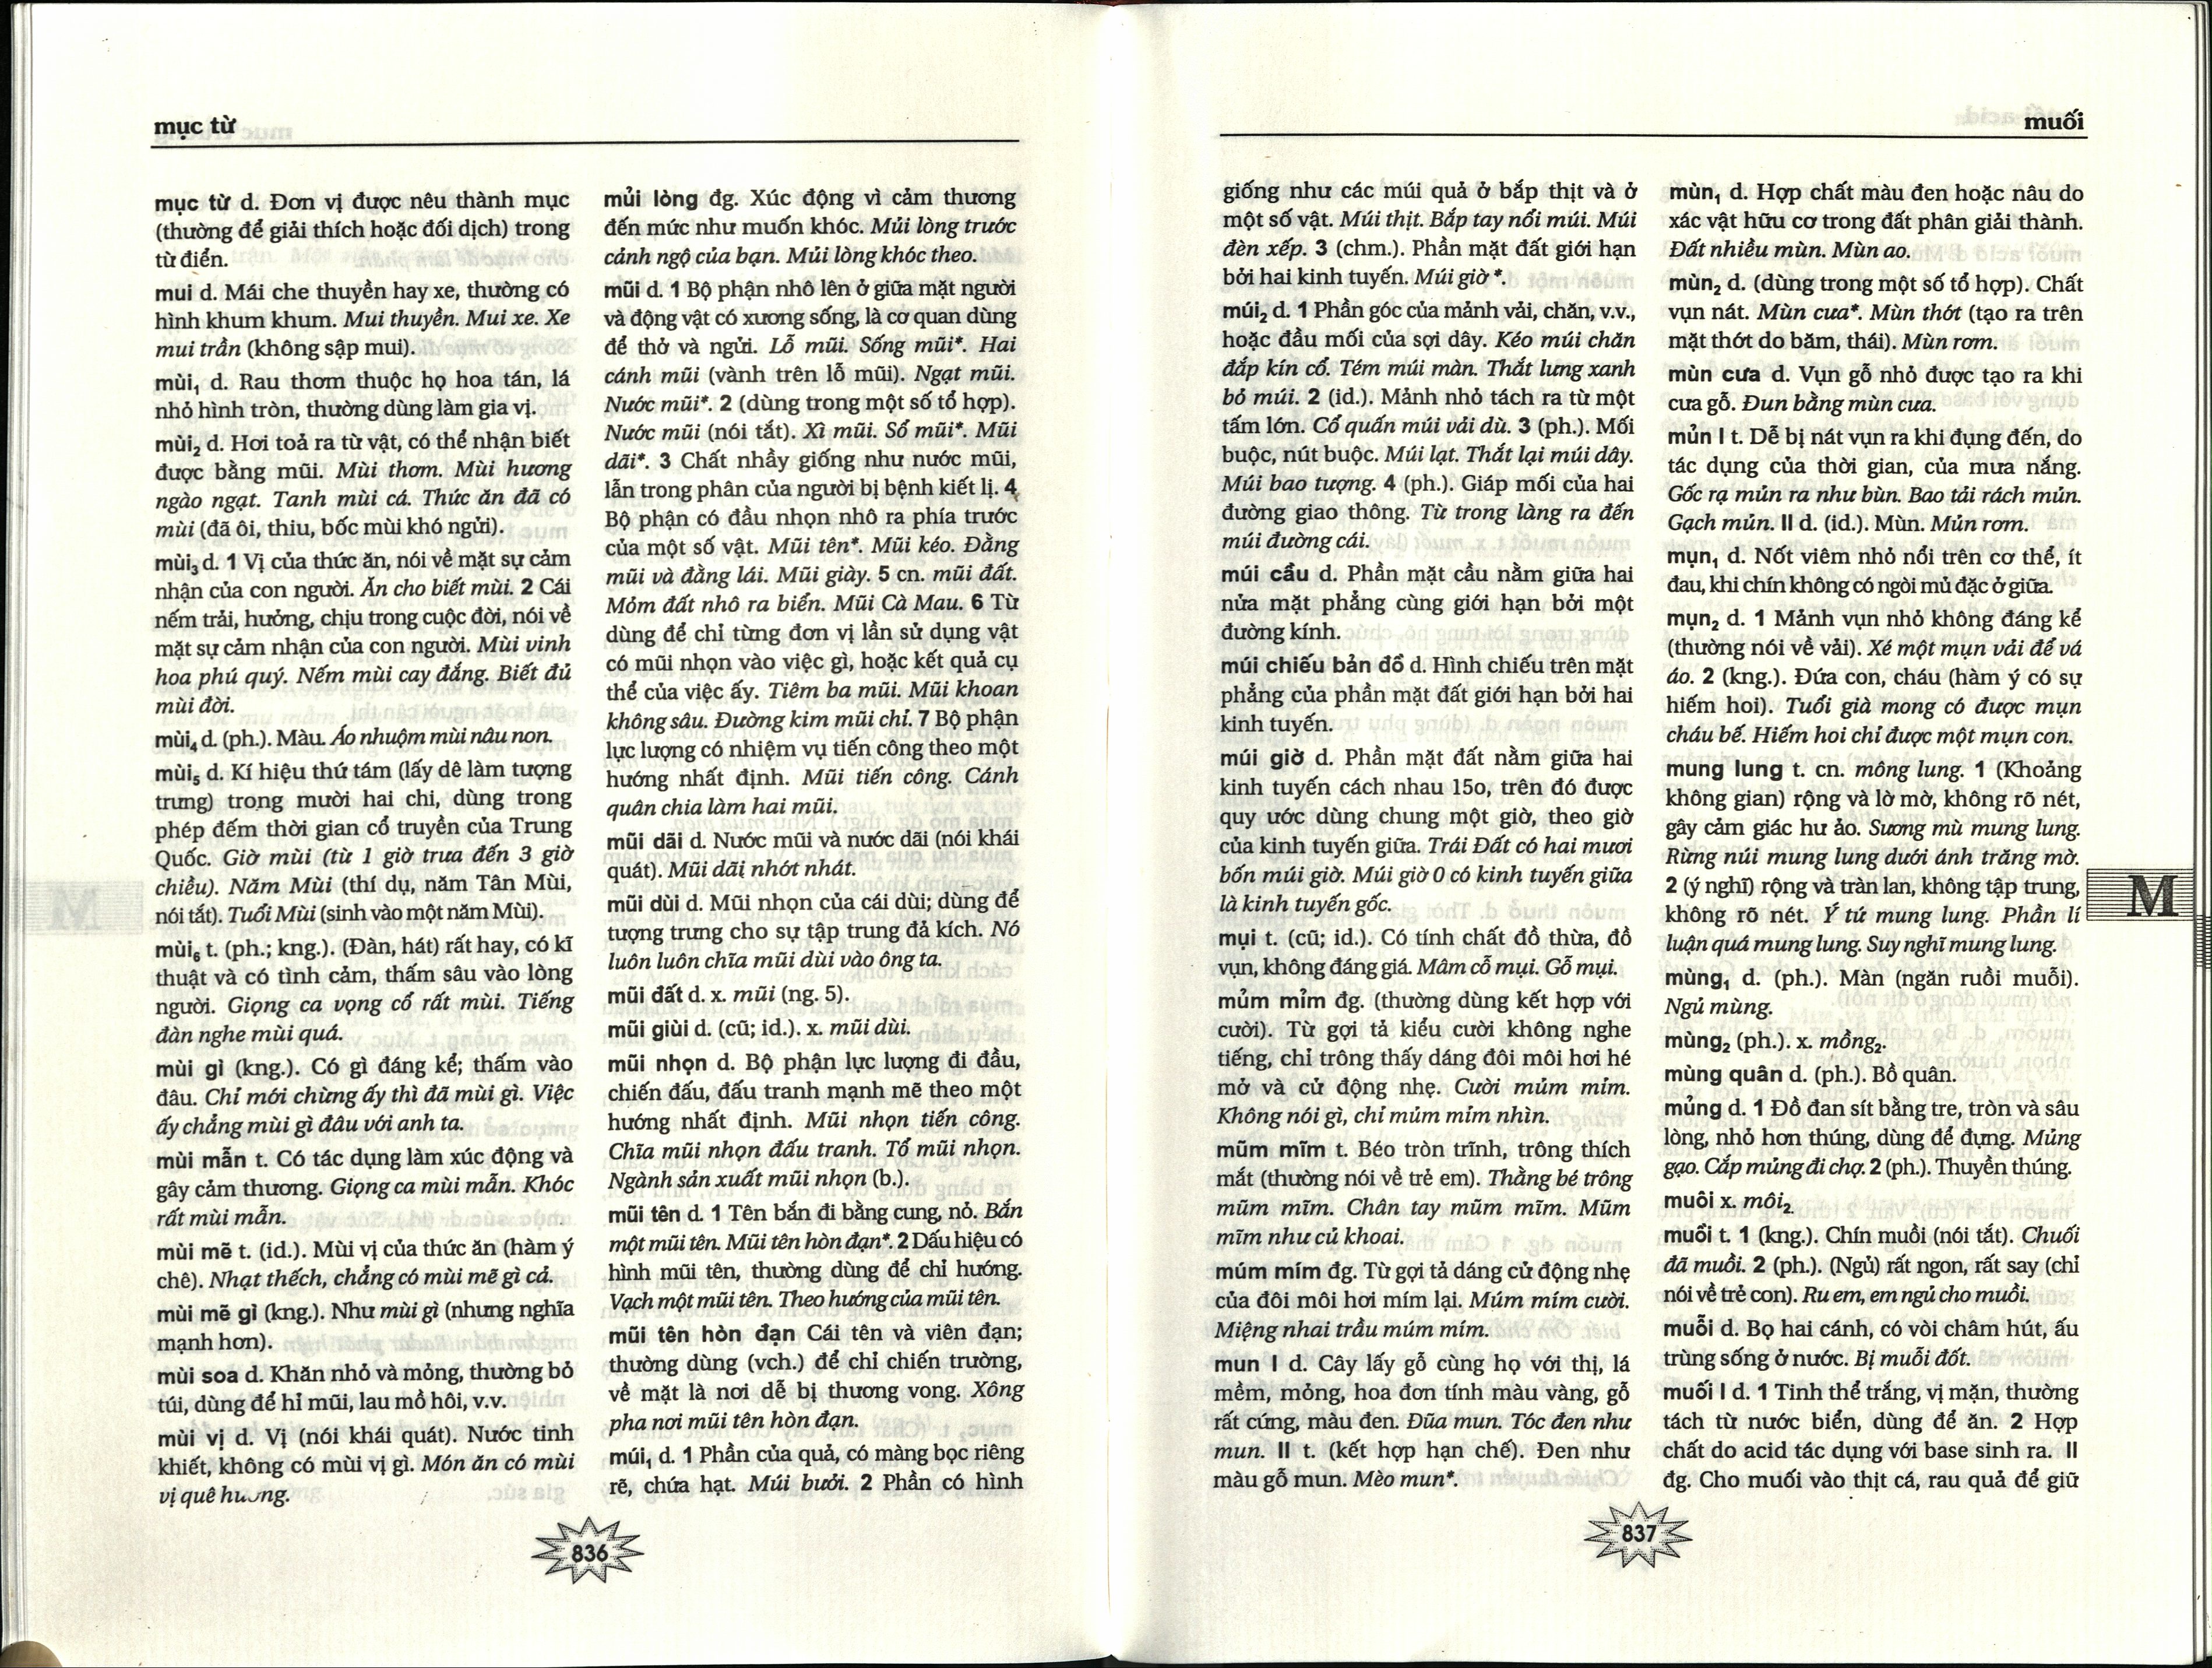 mục từ
mục từ d. Đơn vị được nêu thành mục
(thường để giải thích hoặc đối dịch) trong
từ điển.
mui d. Mái che thuyền hay xe, thường có
hình khum khum. Mui thuyền. Mui xe. Xe
mui trần (không sập mui).
mùi₁ d. Rau thơm thuộc họ hoa tán, lá
nhỏ hình tròn, thường dùng làm gia vị.
mùi₂ d. Hơi toả ra từ vật, có thể nhận biết
được bằng mũi. Mùi thơm. Mùi hương
ngào ngạt. Tanh mùi cá. Thức ăn đã có
mùi (đã ôi, thiu, bốc mùi khó ngửi).
mùi₃ d. 1 Vị của thức ăn, nói về mặt sự cảm
nhận của con người. Ăn cho biết mùi. 2 Cái
nếm trải, hưởng, chịu trong cuộc đời, nói về
mặt sự cảm nhận của con người. Mùi vinh
hoa phú quý. Nếm mùi cay đắng. Biết đủ
mùi đời.
mùi₄ d. (ph.). Màu. Áo nhuộm mùi nâu non.
mùi₅ d. Kí hiệu thứ tám (lấy dê làm tượng
trưng) trong mười hai chi, dùng trong
phép đếm thời gian cổ truyền của Trung
Quốc. Giờ mùi (từ 1 giờ trưa đến 3 giờ
chiều). Năm Mùi (thí dụ, năm Tân Mùi,
nói tắt). Tuổi Mùi (sinh vào một năm Mùi).
mùi₆ t. (ph.; kng.). (Đàn, hát) rất hay, có kĩ
thuật và có tình cảm, thấm sâu vào lòng
người. Giọng ca vọng cổ rất mùi. Tiếng
đàn nghe mùi quá.
mùi gì (kng.). Có gì đáng kể; thấm vào
đâu. Chỉ mới chừng ấy thì đã mùi gì. Việc
ấy chẳng mùi gì đâu với anh ta.
mùi mẫn t. Có tác dụng làm xúc động và
gây cảm thương. Giọng ca mùi mẫn. Khóc
rất mùi mẫn.
mùi mẽ t. (id.). Mùi vị của thức ăn (hàm ý
chê). Nhạt thếch, chẳng có mùi mẽ gì cả.
mùi mẽ gì (kng.). Như mùi gì (nhưng nghĩa
mạnh hơn).
mùi soa d. Khăn nhỏ và mỏng, thường bỏ
túi, dùng để hỉ mũi, lau mồ hôi, v.v.
mùi vị d. Vị (nói khái quát). Nước tinh
khiết, không có mùi vị gì. Món ăn có mùi
vị quê hương.
mủi lòng đg. Xúc động vì cảm thương
đến mức như muốn khóc. Mủi lòng trước
cảnh ngộ của bạn. Mủi lòng khóc theo.
mũi d. 1 Bộ phận nhô lên ở giữa mặt người
và động vật có xương sống, là cơ quan dùng
để thở và ngửi. Lỗ mũi. Sống mũi*. Hai
cánh mũi (vành trên lỗ mũi). Ngạt mũi.
Nước mũi*. 2 (dùng trong một số tổ hợp).
Nước mũi (nói tắt). Xì mũi. Sổ mũi*. Mũi
dãi*. 3 Chất nhầy giống như nước mũi,
lẫn trong phân của người bị bệnh kiết lị. 4
Bộ phận có đầu nhọn nhô ra phía trước
của một số vật. Mũi tên*. Mũi kéo. Đằng
mũi và đằng lái. Mũi giày. 5 cn. mũi đất.
Mỏm đất nhô ra biển. Mũi Cà Mau. 6 Từ
dùng để chỉ từng đơn vị lần sử dụng vật
có mũi nhọn vào việc gì, hoặc kết quả cụ
thể của việc ấy. Tiêm ba mũi. Mũi khoan
không sâu. Đường kim mũi chỉ. 7 Bộ phận
lực lượng có nhiệm vụ tiến công theo một
hướng nhất định. Mũi tiến công. Cánh
quân chia làm hai mũi.
mũi dãi d. Nước mũi và nước dãi (nói khái
quát). Mũi dãi nhớt nhát.
mũi dùi d. Mũi nhọn của cái dùi; dùng để
tượng trưng cho sự tập trung đả kích. Nó
luôn luôn chĩa mũi dùi vào ông ta.
mũi đất d. x. mũi (ng. 5).
mũi giùi d. (cũ; id.). x. mũi dùi.
mũi nhọn d. Bộ phận lực lượng đi đầu,
chiến đấu, đấu tranh mạnh mẽ theo một
hướng nhất định. Mũi nhọn tiến công.
Chĩa mũi nhọn đấu tranh. Tổ mũi nhọn.
Ngành sản xuất mũi nhọn (b.).
mũi tên d. 1 Tên bắn đi bằng cung, nỏ. Bắn
một mũi tên. Mũi tên hòn đạn*. 2 Dấu hiệu có
hình mũi tên, thường dùng để chỉ hướng.
Vạch một mũi tên. Theo hướng của mũi tên.
mũi tên hòn đạn Cái tên và viên đạn;
thường dùng (vch.) để chỉ chiến trường,
về mặt là nơi dễ bị thương vong. Xông
pha nơi mũi tên hòn đạn.
múi₁ d. 1 Phần của quả, có màng bọc riêng
rẽ, chứa hạt. Múi bưởi. 2 Phần có hình
836
muối
giống như các múi quả ở bắp thịt và ở
một số vật. Múi thịt. Bắp tay nổi múi. Múi
đèn xếp. 3 (chm.). Phần mặt đất giới hạn
bởi hai kinh tuyến. Múi giờ*.
múi₂ d. 1 Phần góc của mảnh vải, chăn, v.v.,
hoặc đầu mối của sợi dây. Kéo múi chăn
đắp kín cổ. Tém múi màn. Thắt lưng xanh
bỏ múi. 2 (id.). Mảnh nhỏ tách ra từ một
tấm lớn. Cổ quấn múi vải dù. 3 (ph.). Mối
buộc, nút buộc. Múi lạt. Thắt lại múi dây.
Múi bao tượng. 4 (ph.). Giáp mối của hai
đường giao thông. Từ trong làng ra đến
múi đường cái.
múi cầu d. Phần mặt cầu nằm giữa hai
nửa mặt phẳng cùng giới hạn bởi một
đường kính.
múi chiếu bản đồ d. Hình chiếu trên mặt
phẳng của phần mặt đất giới hạn bởi hai
kinh tuyến.
múi giờ d. Phần mặt đất nằm giữa hai
kinh tuyến cách nhau 15o, trên đó được
quy ước dùng chung một giờ, theo giờ
của kinh tuyến giữa. Trái Đất có hai mươi
bốn múi giờ. Múi giờ 0 có kinh tuyến giữa
là kinh tuyến gốc.
mụi t. (cũ; id.). Có tính chất đồ thừa, đồ
vụn, không đáng giá. Mâm cỗ mụi. Gỗ mụi.
mủm mỉm đg. (thường dùng kết hợp với
cười). Từ gợi tả kiểu cười không nghe
tiếng, chỉ trông thấy dáng đôi môi hơi hé
mở và cử động nhẹ. Cười mủm mỉm.
Không nói gì, chỉ mủm mỉm nhìn.
mũm mĩm t. Béo tròn trĩnh, trông thích
mắt (thường nói về trẻ em). Thằng bé trông
mũm mĩm. Chân tay mũm mĩm. Mũm
mĩm như củ khoai.
múm mím đg. Từ gợi tả dáng cử động nhẹ
của đôi môi hơi mím lại. Múm mím cười.
Miệng nhai trầu múm mím.
mun I d. Cây lấy gỗ cùng họ với thị, lá
mềm, mỏng, hoa đơn tính màu vàng, gỗ
rất cứng, màu đen. Đũa mun. Tóc đen như
mun. II t. (kết hợp hạn chế). Đen như
màu gỗ mun. Mèo mun*.
mùn₁ d. Hợp chất màu đen hoặc nâu do
xác vật hữu cơ trong đất phân giải thành.
Đất nhiều mùn. Mùn ao.
mùn₂ d. (dùng trong một số tổ hợp). Chất
vụn nát. Mùn cưa*. Mùn thớt (tạo ra trên
mặt thớt do băm, thái). Mùn rơm.
mùn cưa d. Vụn gỗ nhỏ được tạo ra khi
cưa gỗ. Đun bằng mùn cưa.
mủn I t. Dễ bị nát vụn ra khi đụng đến, do
tác dụng của thời gian, của mưa nắng.
Gốc rạ mủn ra như bùn. Bao tải rách mủn.
Gạch mủn. II d. (id.). Mùn. Mủn rơm.
mụn₁ d. Nốt viêm nhỏ nổi trên cơ thể, ít
đau, khi chín không có ngòi mủ đặc ở giữa.
mụn₂ d. 1 Mảnh vụn nhỏ không đáng kể
(thường nói về vải). Xé một mụn vải để vá
áo. 2 (kng.). Đứa con, cháu (hàm ý có sự
hiếm hoi). Tuổi già mong có được mụn
cháu bế. Hiếm hoi chỉ được một mụn con.
mung lung t. cn. mông lung. 1 (Khoảng
không gian) rộng và lờ mờ, không rõ nét,
gây cảm giác hư ảo. Sương mù mung lung.
Rừng núi mung lung dưới ánh trăng mờ.
2 (ý nghĩ) rộng và tràn lan, không tập trung,
không rõ nét. Ý tứ mung lung. Phần lí
luận quá mung lung. Suy nghĩ mung lung.
mùng₁ d. (ph.). Màn (ngăn ruồi muỗi).
Ngủ mùng.
mùng₂ (ph.). x. mồng₂.
mùng quân d. (ph.). Bồ quân.
mủng d. 1 Đồ đan sít bằng tre, tròn và sâu
lòng, nhỏ hơn thúng, dùng để đựng. Mủng
gạo. Cắp mủng đi chợ. 2 (ph.). Thuyền thúng.
muôi x. môi₂.
muồi t. 1 (kng.). Chín muồi (nói tắt). Chuối
đã muồi. 2 (ph.). (Ngủ) rất ngon, rất say (chỉ
nói về trẻ con). Ru em, em ngủ cho muồi.
muỗi d. Bọ hai cánh, có vòi châm hút, ấu
trùng sống ở nước. Bị muỗi đốt.
muối I d. 1 Tinh thể trắng, vị mặn, thường
tách từ nước biển, dùng để ăn. 2 Hợp
chất do acid tác dụng với base sinh ra. II
đg. Cho muối vào thịt cá, rau quả để giữ
M
837